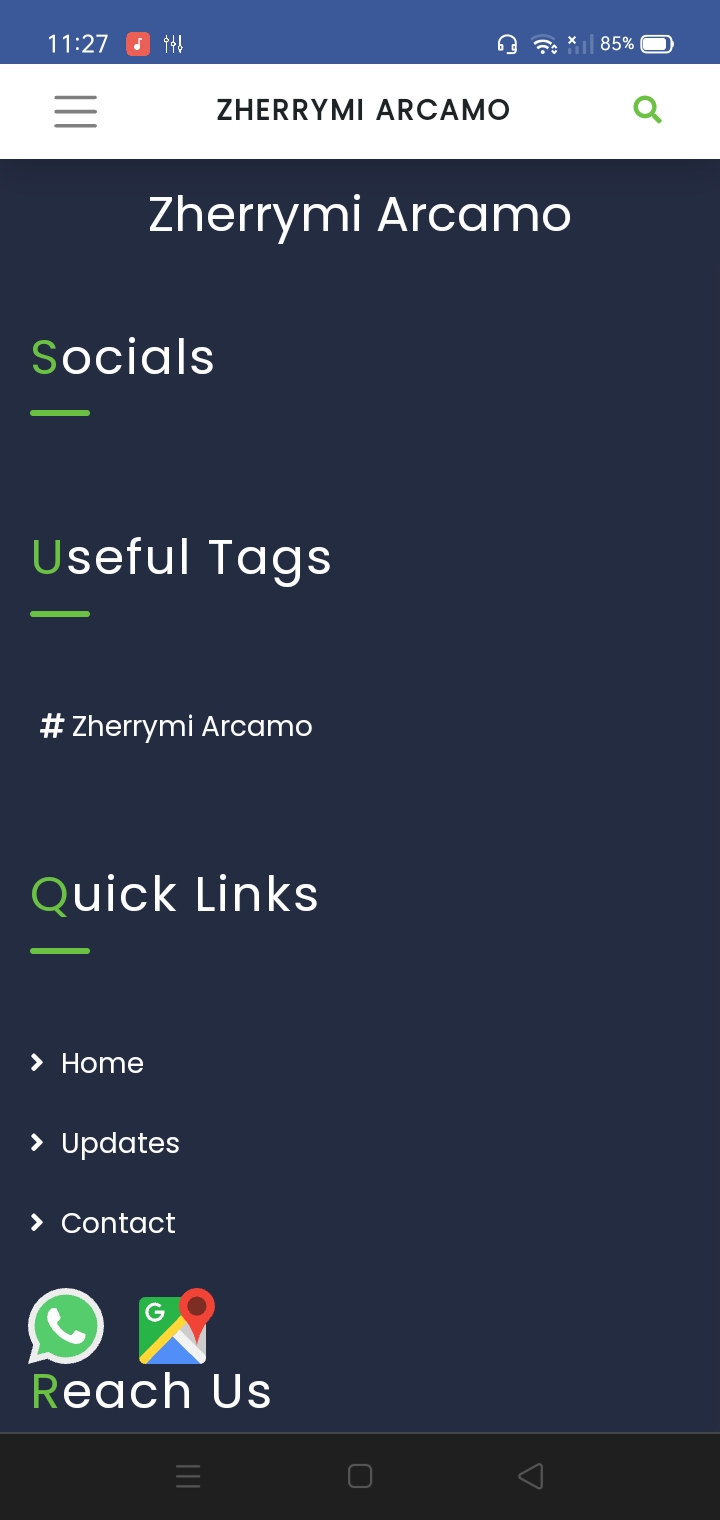 11:27
85%
ZHERRYMI ARCAMO
Zherrymi Arcamo
Socials
Useful Tags
# Zherrymi Arcamo
Quick Links
Home
Updates
Contact
G
Reach Us